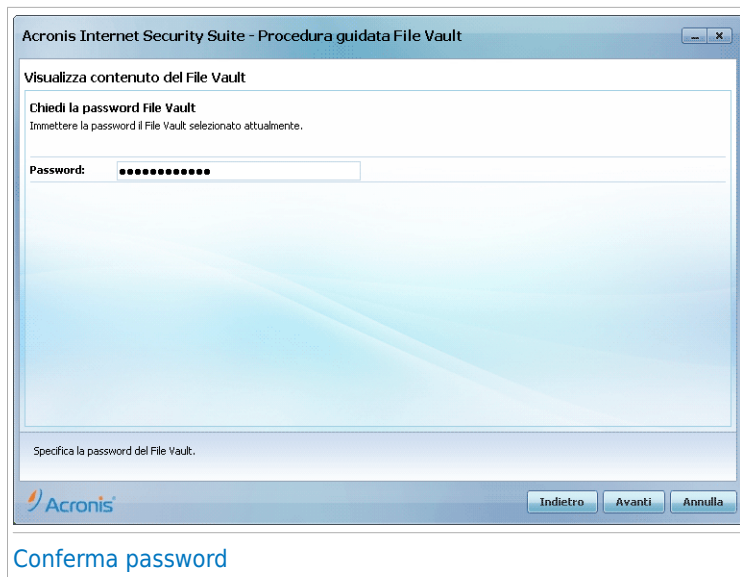 Acronis Internet Security Suite - Procedura guidata File Vault
Visualizza contenuto del File Vault
Chiedi la password File Vault
Immettere la password il File Vault selezionato attualmente.
Password: ●●●●●●●●●●●●
Specifica la password del File Vault.
Acronis
Indietro Avanti Annulla
Conferma password